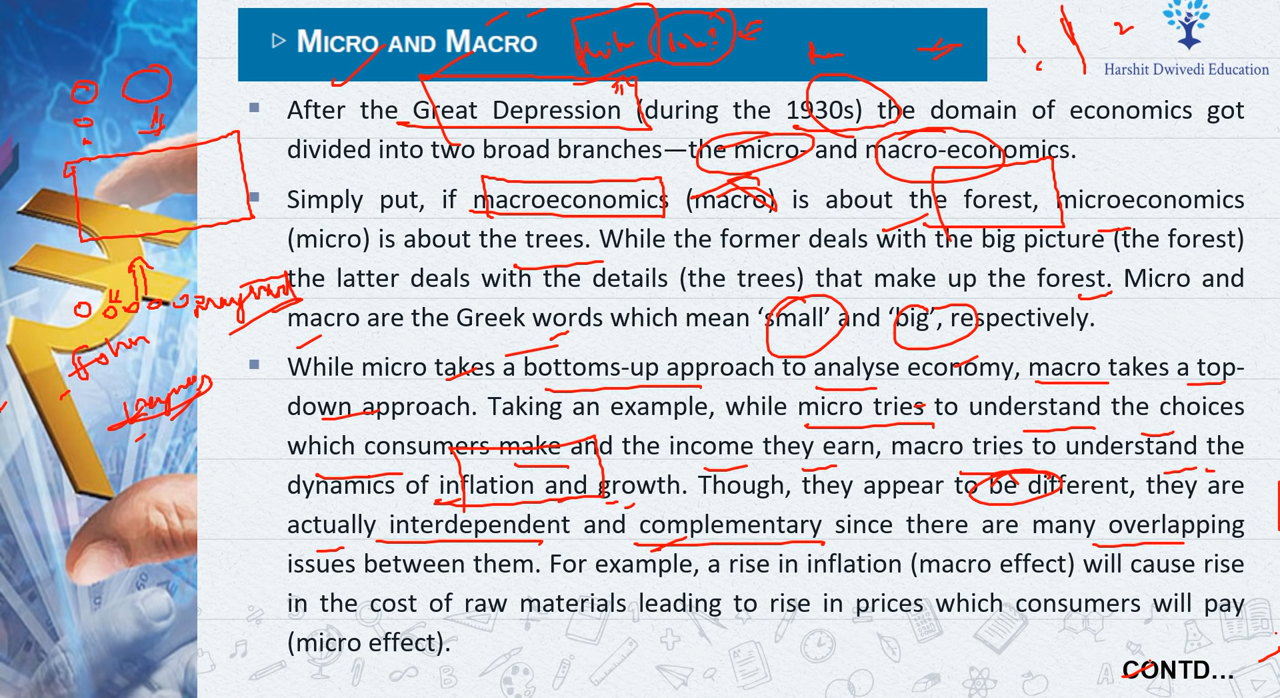 ▷ MICRO AND MACRO
2
Harshit Dwivedi Education
▪ After the Great Depression (during the 1930s) the domain of economics got
divided into two broad branches—the micro- and macro-economics.
▪ Simply put, if macroeconomics (macro) is about the forest, microeconomics
(micro) is about the trees. While the former deals with the big picture (the forest)
the latter deals with the details (the trees) that make up the forest. Micro and
macro are the Greek words which mean ‘small’ and ‘big’, respectively.
▪ While micro takes a bottoms-up approach to analyse economy, macro takes a top-
down approach. Taking an example, while micro tries to understand the choices
which consumers make and the income they earn, macro tries to understand the
dynamics of inflation and growth. Though, they appear to be different, they are
actually interdependent and complementary since there are many overlapping
issues between them. For example, a rise in inflation (macro effect) will cause rise
in the cost of raw materials leading to rise in prices which consumers will pay
(micro effect).
CONTD...